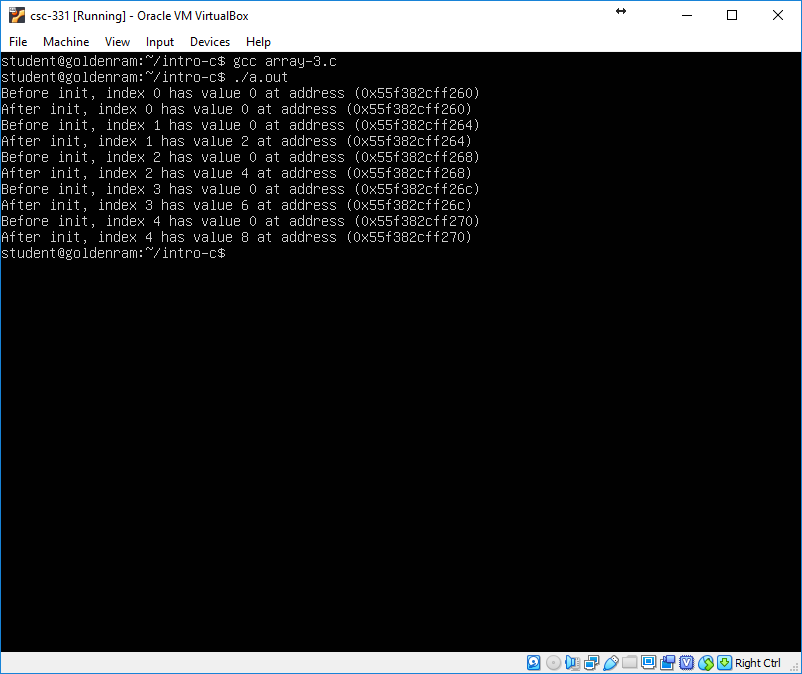 csc-331 [Running] - Oracle VM VirtualBox
File Machine View Input Devices Help
student@goldenram:~/intro-c$ gcc array-3.c
student@goldenram:~/intro-c$ ./a.out
Before init, index 0 has value 0 at address (0x55f382cff260)
After init, index 0 has value 0 at address (0x55f382cff260)
Before init, index 1 has value 0 at address (0x55f382cff264)
After init, index 1 has value 2 at address (0x55f382cff264)
Before init, index 2 has value 0 at address (0x55f382cff268)
After init, index 2 has value 4 at address (0x55f382cff268)
Before init, index 3 has value 0 at address (0x55f382cff26c)
After init, index 3 has value 6 at address (0x55f382cff26c)
Before init, index 4 has value 0 at address (0x55f382cff270)
After init, index 4 has value 8 at address (0x55f382cff270)
student@goldenram:~/intro-c$
Right Ctrl